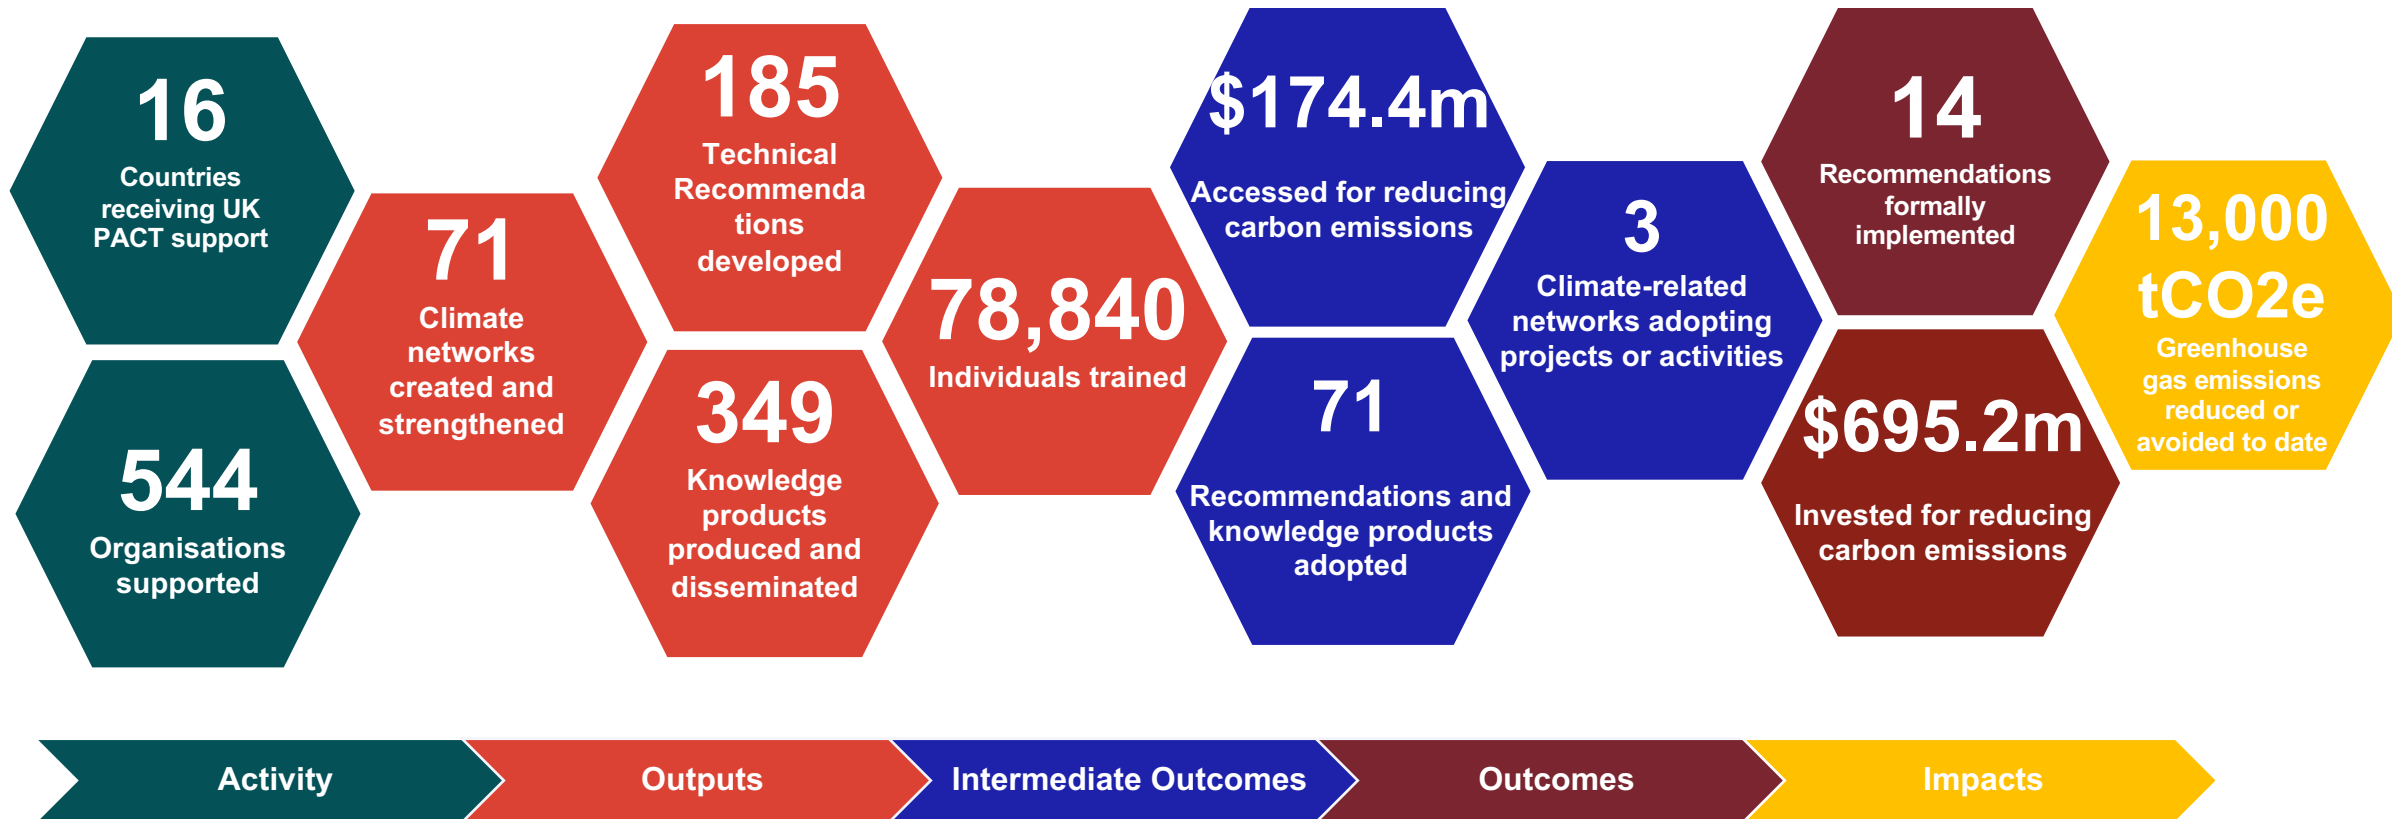 16
Countries
receiving UK
PACT support
544
Organisations
supported
71
Climate
networks
created and
strengthened
185
Technical
Recommenda
tions
developed
349
Knowledge
products
produced and
disseminated
78,840
Individuals trained
$174.4m
Accessed for reducing
carbon emissions
71
Recommendations and
knowledge products
adopted
3
Climate-related
networks adopting
projects or activities
14
Recommendations
formally
implemented
$695.2m
Invested for reducing
carbon emissions
13,000
tCO2e
Greenhouse
gas emissions
reduced or
avoided to date
Activity
Outputs
Intermediate Outcomes
Outcomes
Impacts